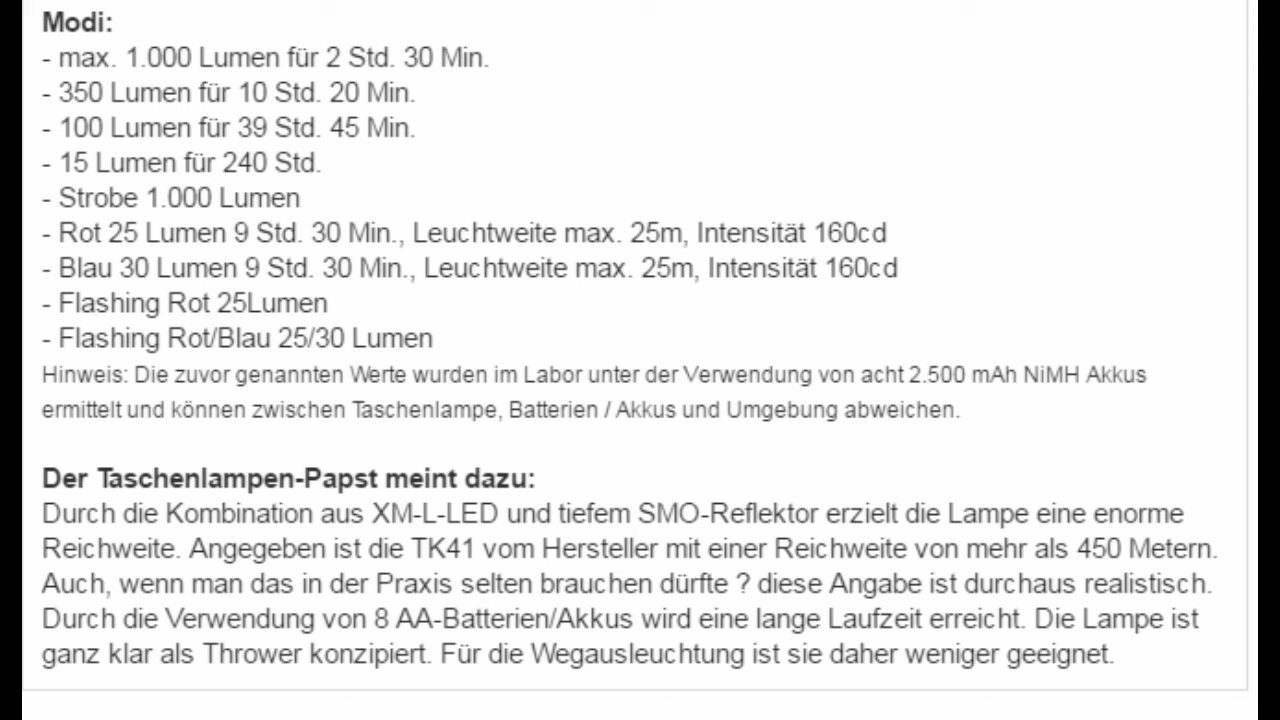 Modi:
- max. 1.000 Lumen für 2 Std. 30 Min.
- 350 Lumen für 10 Std. 20 Min.
- 100 Lumen für 39 Std. 45 Min.
- 15 Lumen für 240 Std.
- Strobe 1.000 Lumen
- Rot 25 Lumen 9 Std. 30 Min., Leuchtweite max. 25m, Intensität 160cd
- Blau 30 Lumen 9 Std. 30 Min., Leuchtweite max. 25m, Intensität 160cd
- Flashing Rot 25Lumen
- Flashing Rot/Blau 25/30 Lumen
Hinweis: Die zuvor genannten Werte wurden im Labor unter der Verwendung von acht 2.500 mAh NiMH Akkus
ermittelt und können zwischen Taschenlampe, Batterien / Akkus und Umgebung abweichen.
Der Taschenlampen-Papst meint dazu:
Durch die Kombination aus XM-L-LED und tiefem SMO-Reflektor erzielt die Lampe eine enorme
Reichweite. Angegeben ist die TK41 vom Hersteller mit einer Reichweite von mehr als 450 Metern.
Auch, wenn man das in der Praxis selten brauchen dürfte ? diese Angabe ist durchaus realistisch.
Durch die Verwendung von 8 AA-Batterien/Akkus wird eine lange Laufzeit erreicht. Die Lampe ist
ganz klar als Thrower konzipiert. Für die Wegausleuchtung ist sie daher weniger geeignet.